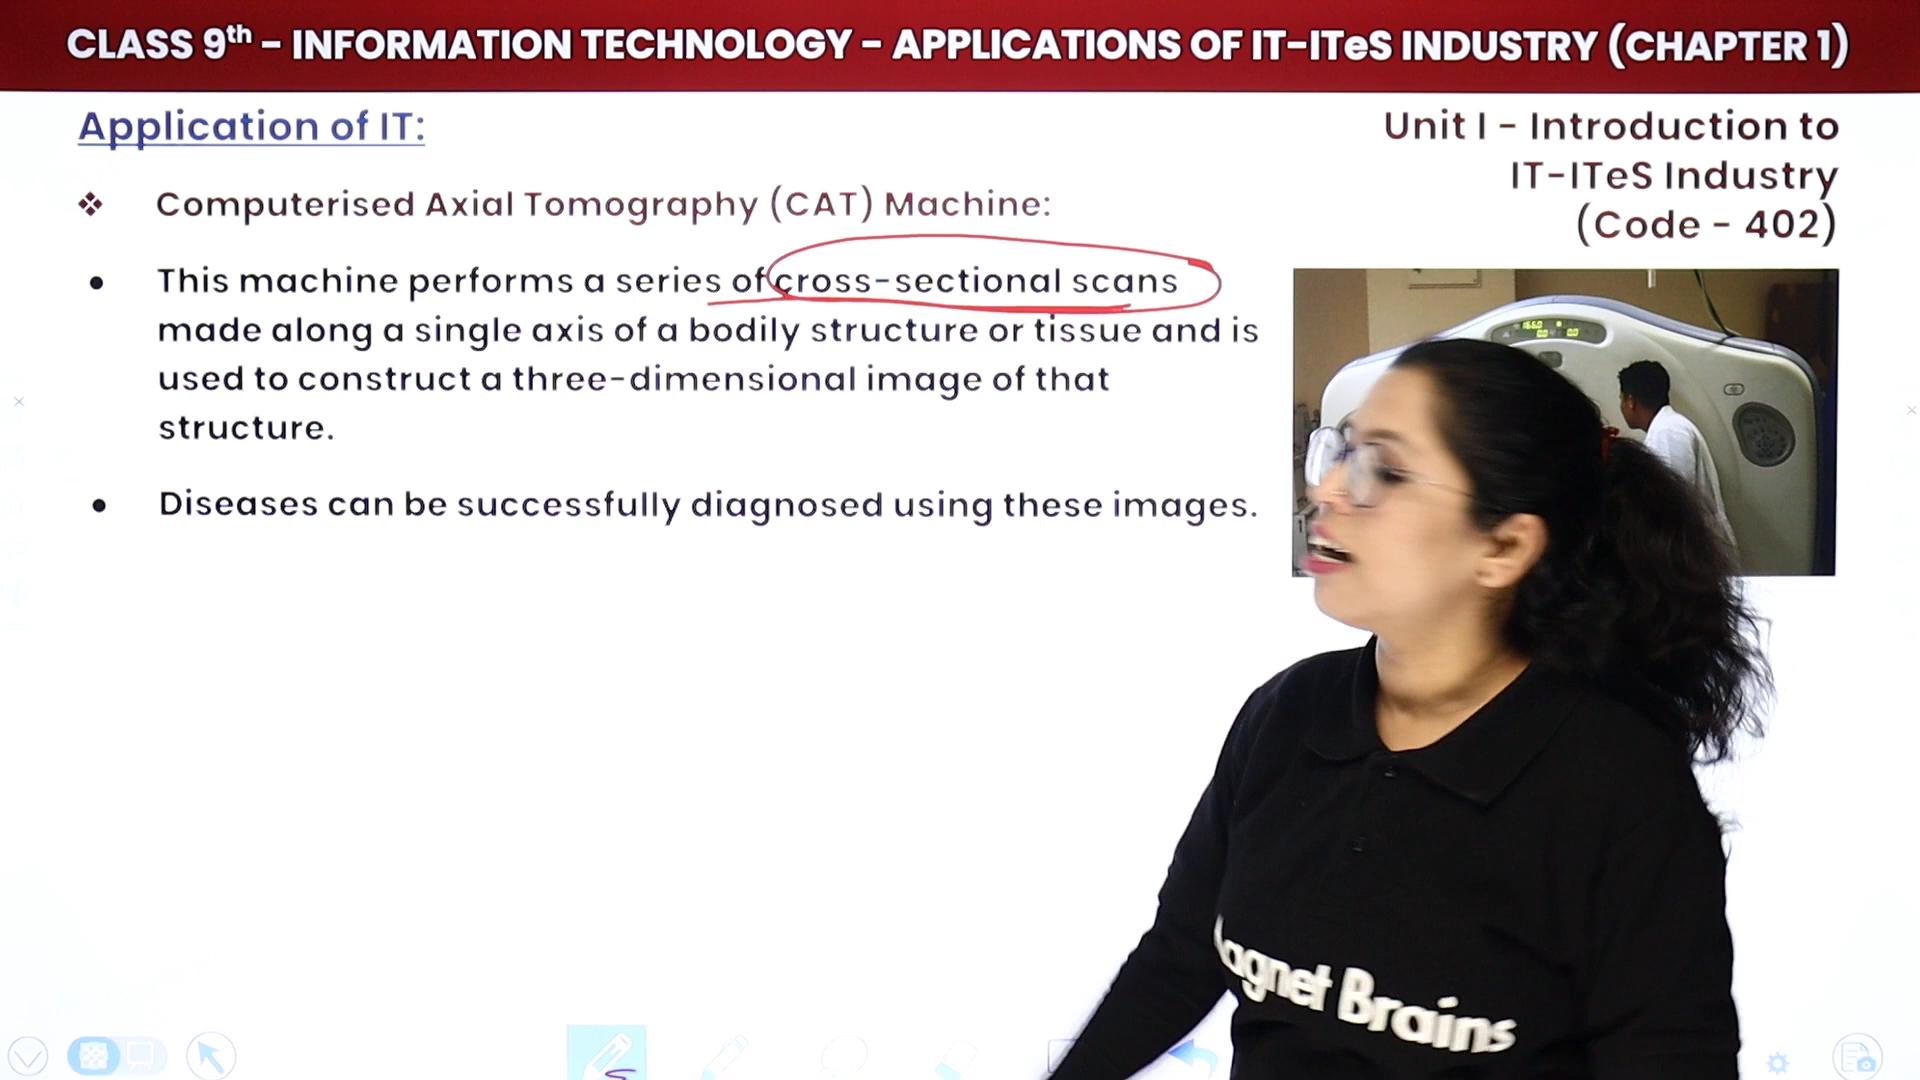 CLASS 9th - INFORMATION TECHNOLOGY - APPLICATIONS OF IT-ITeS INDUSTRY (CHAPTER 1)
Application of IT:
Unit I - Introduction to
IT-ITeS Industry
(Code - 402)
❖ Computerised Axial Tomography (CAT) Machine:
• This machine performs a series of cross-sectional scans
made along a single axis of a bodily structure or tissue and is
used to construct a three-dimensional image of that
structure.
• Diseases can be successfully diagnosed using these images.
agnet Brains